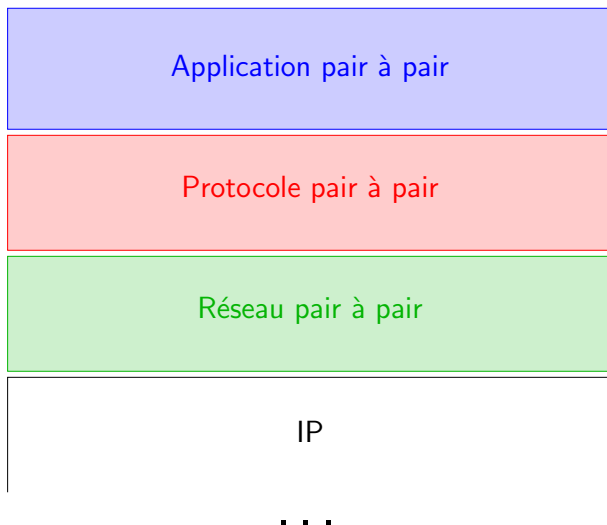 Application pair à pair
Protocole pair à pair
Réseau pair à pair
IP
...